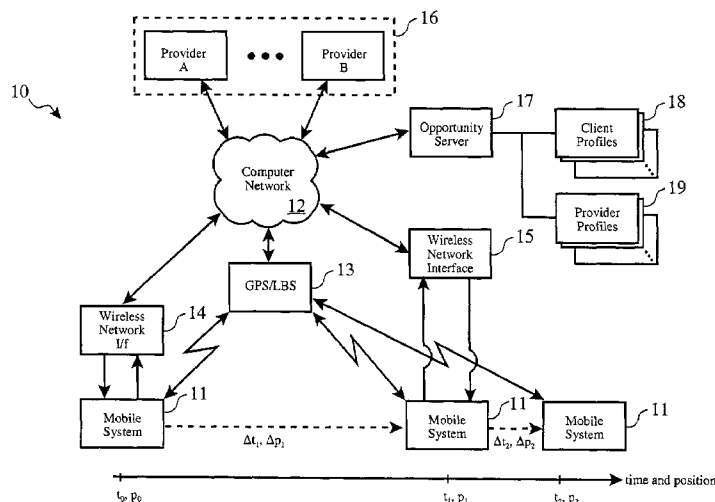 16
Provider
A
Provider
B
10
17
18
Opportunity
Server
Client
Profiles
Computer
Network
12
19
Provider
Profiles
15
Wireless
Network
Interface
13
GPS/LBS
14
Wireless
Network
I/f
11
Mobile
System
11
Mobile
System
11
Mobile
System
Δt₁, Δp₁
Δt₂, Δp₂
time and position
t₀, p₀
t₁, p₁